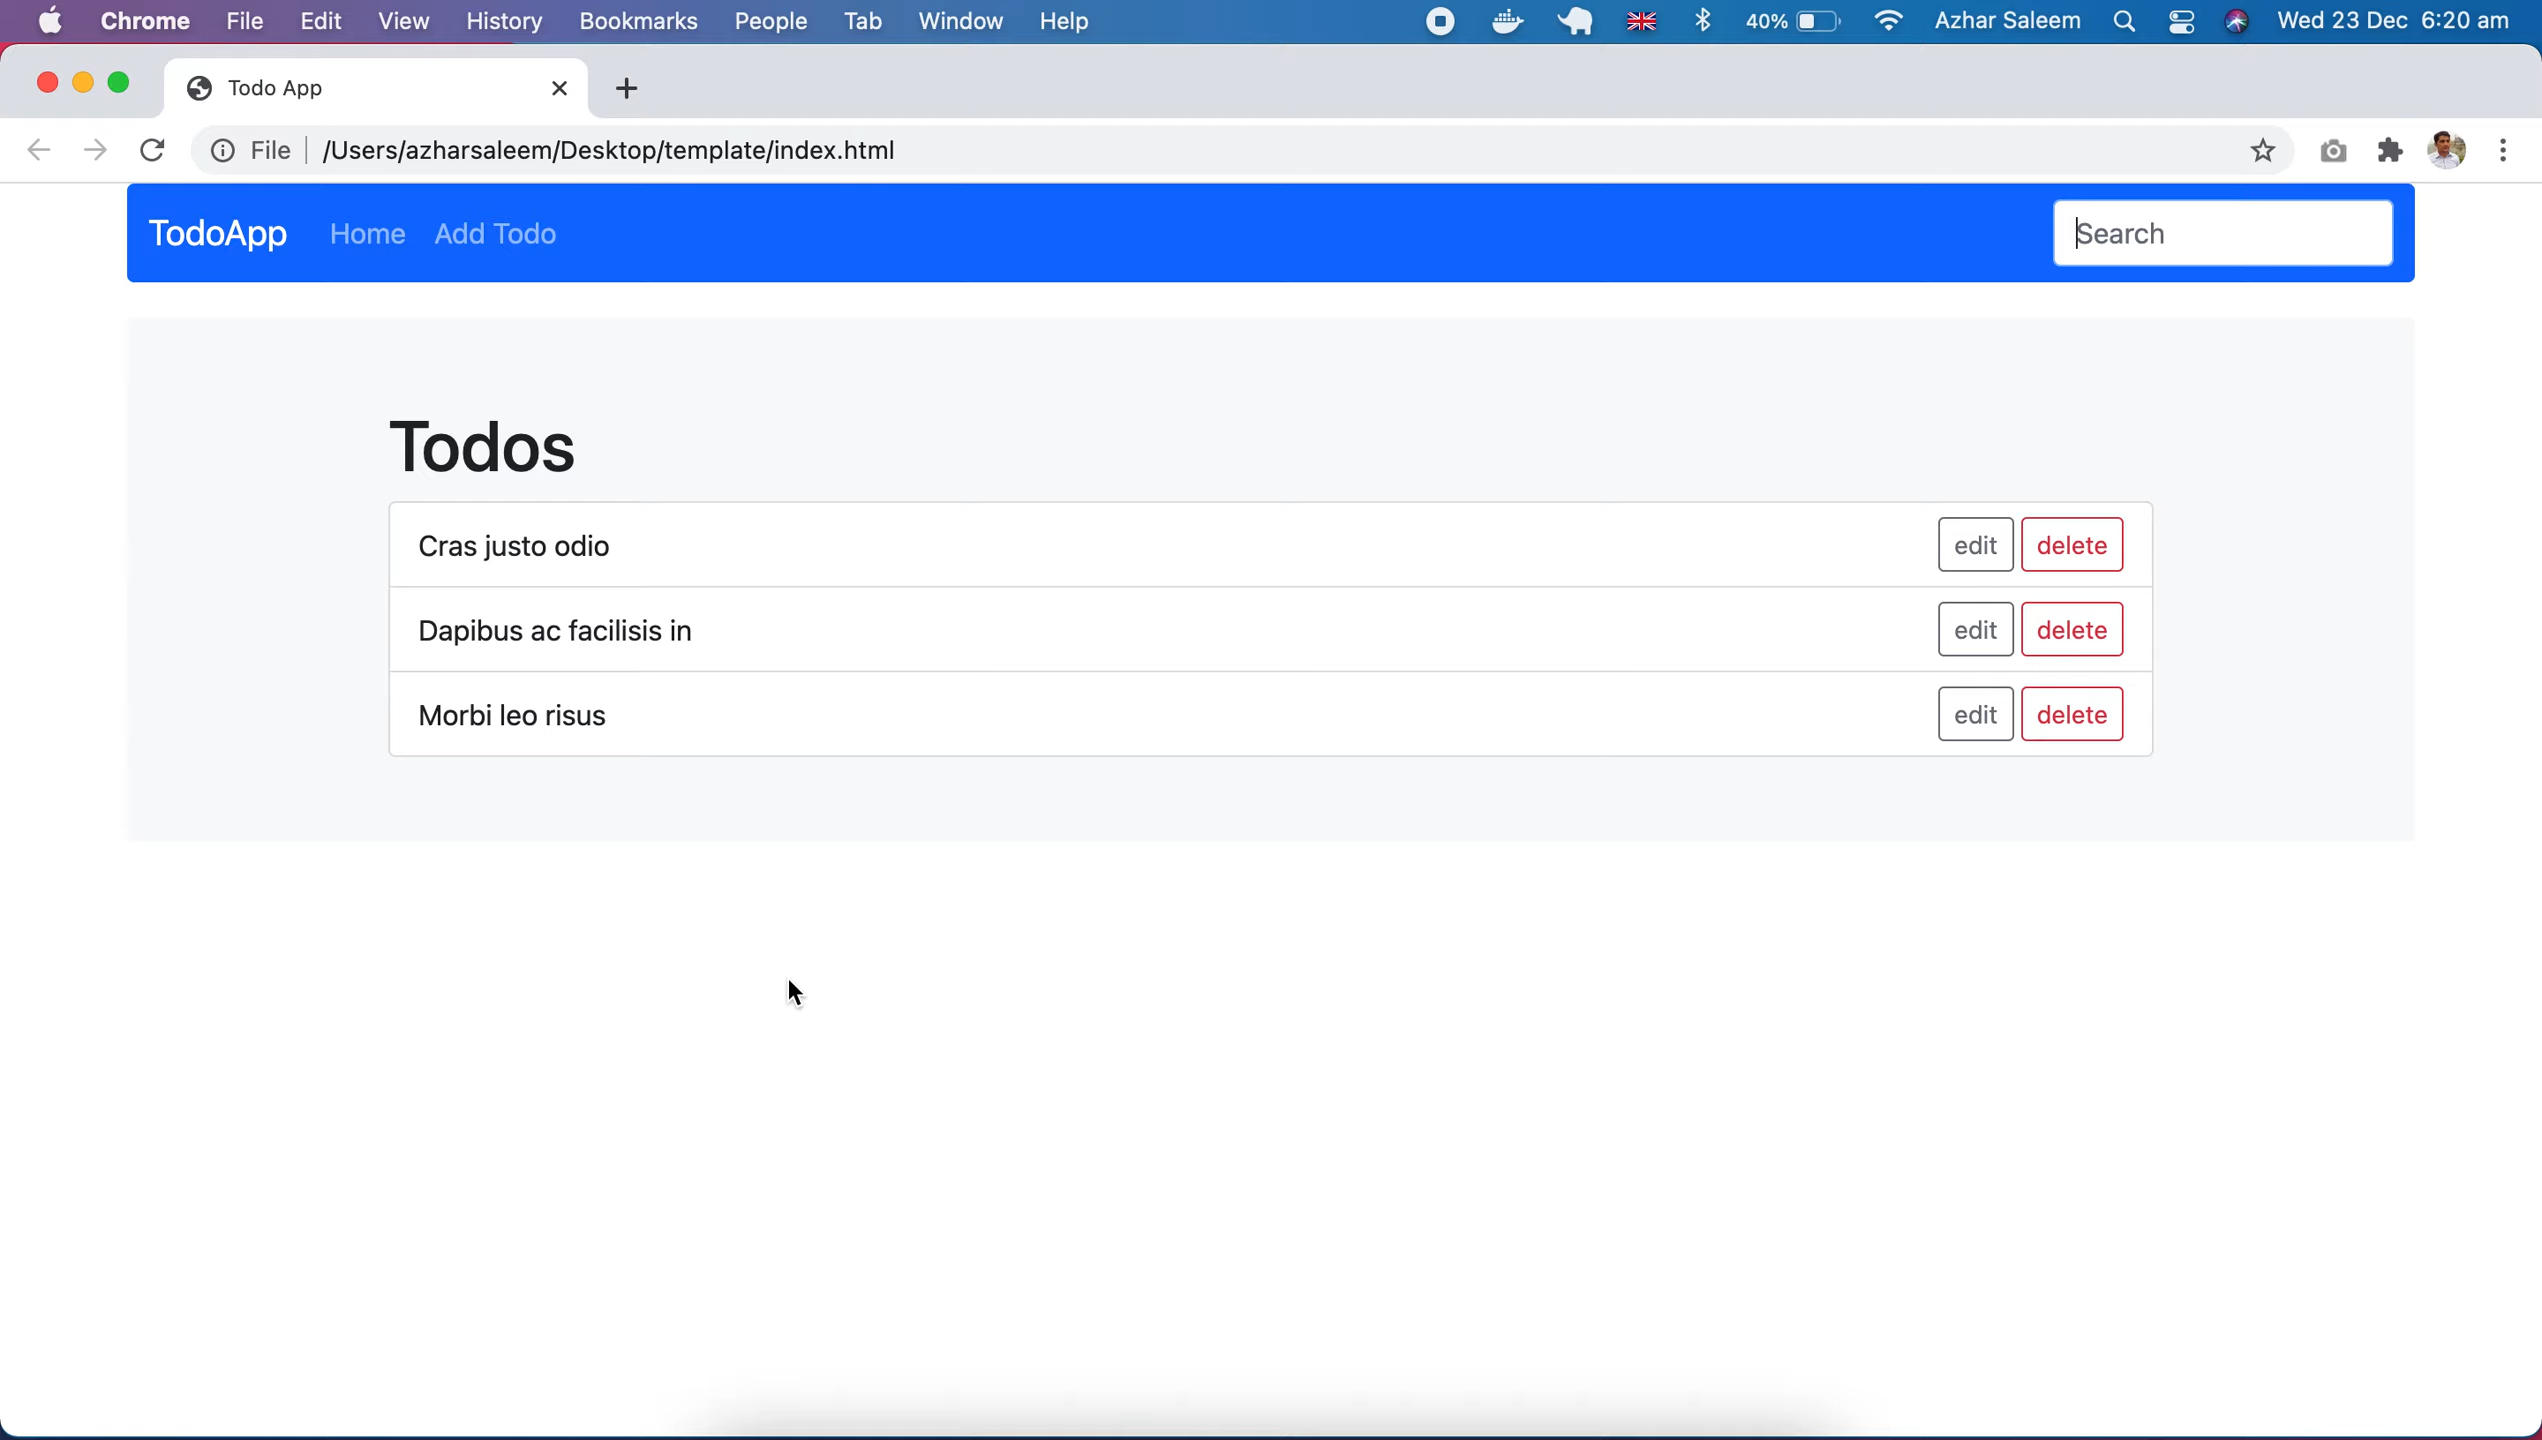 Chrome File Edit View History Bookmarks People Tab Window Help 40% Azhar Saleem Wed 23 Dec 6:20 am
Todo App
File /Users/azharsaleem/Desktop/template/index.html
TodoApp Home Add Todo Search
Todos
Cras justo odio edit delete
Dapibus ac facilisis in edit delete
Morbi leo risus edit delete